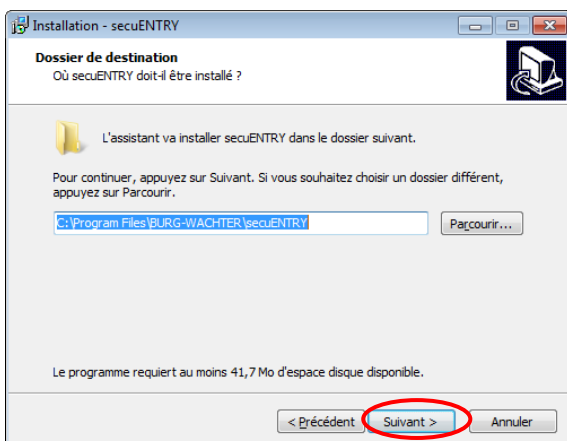 Installation - secuENTRY
Dossier de destination
Où secuENTRY doit-il être installé ?
L'assistant va installer secuENTRY dans le dossier suivant.
Pour continuer, appuyez sur Suivant. Si vous souhaitez choisir un dossier différent,
appuyez sur Parcourir.
C:\Program Files\BURG-WACHTER\secuENTRY
Parcourir...
Le programme requiert au moins 41,7 Mo d'espace disque disponible.
< Précédent
Suivant >
Annuler